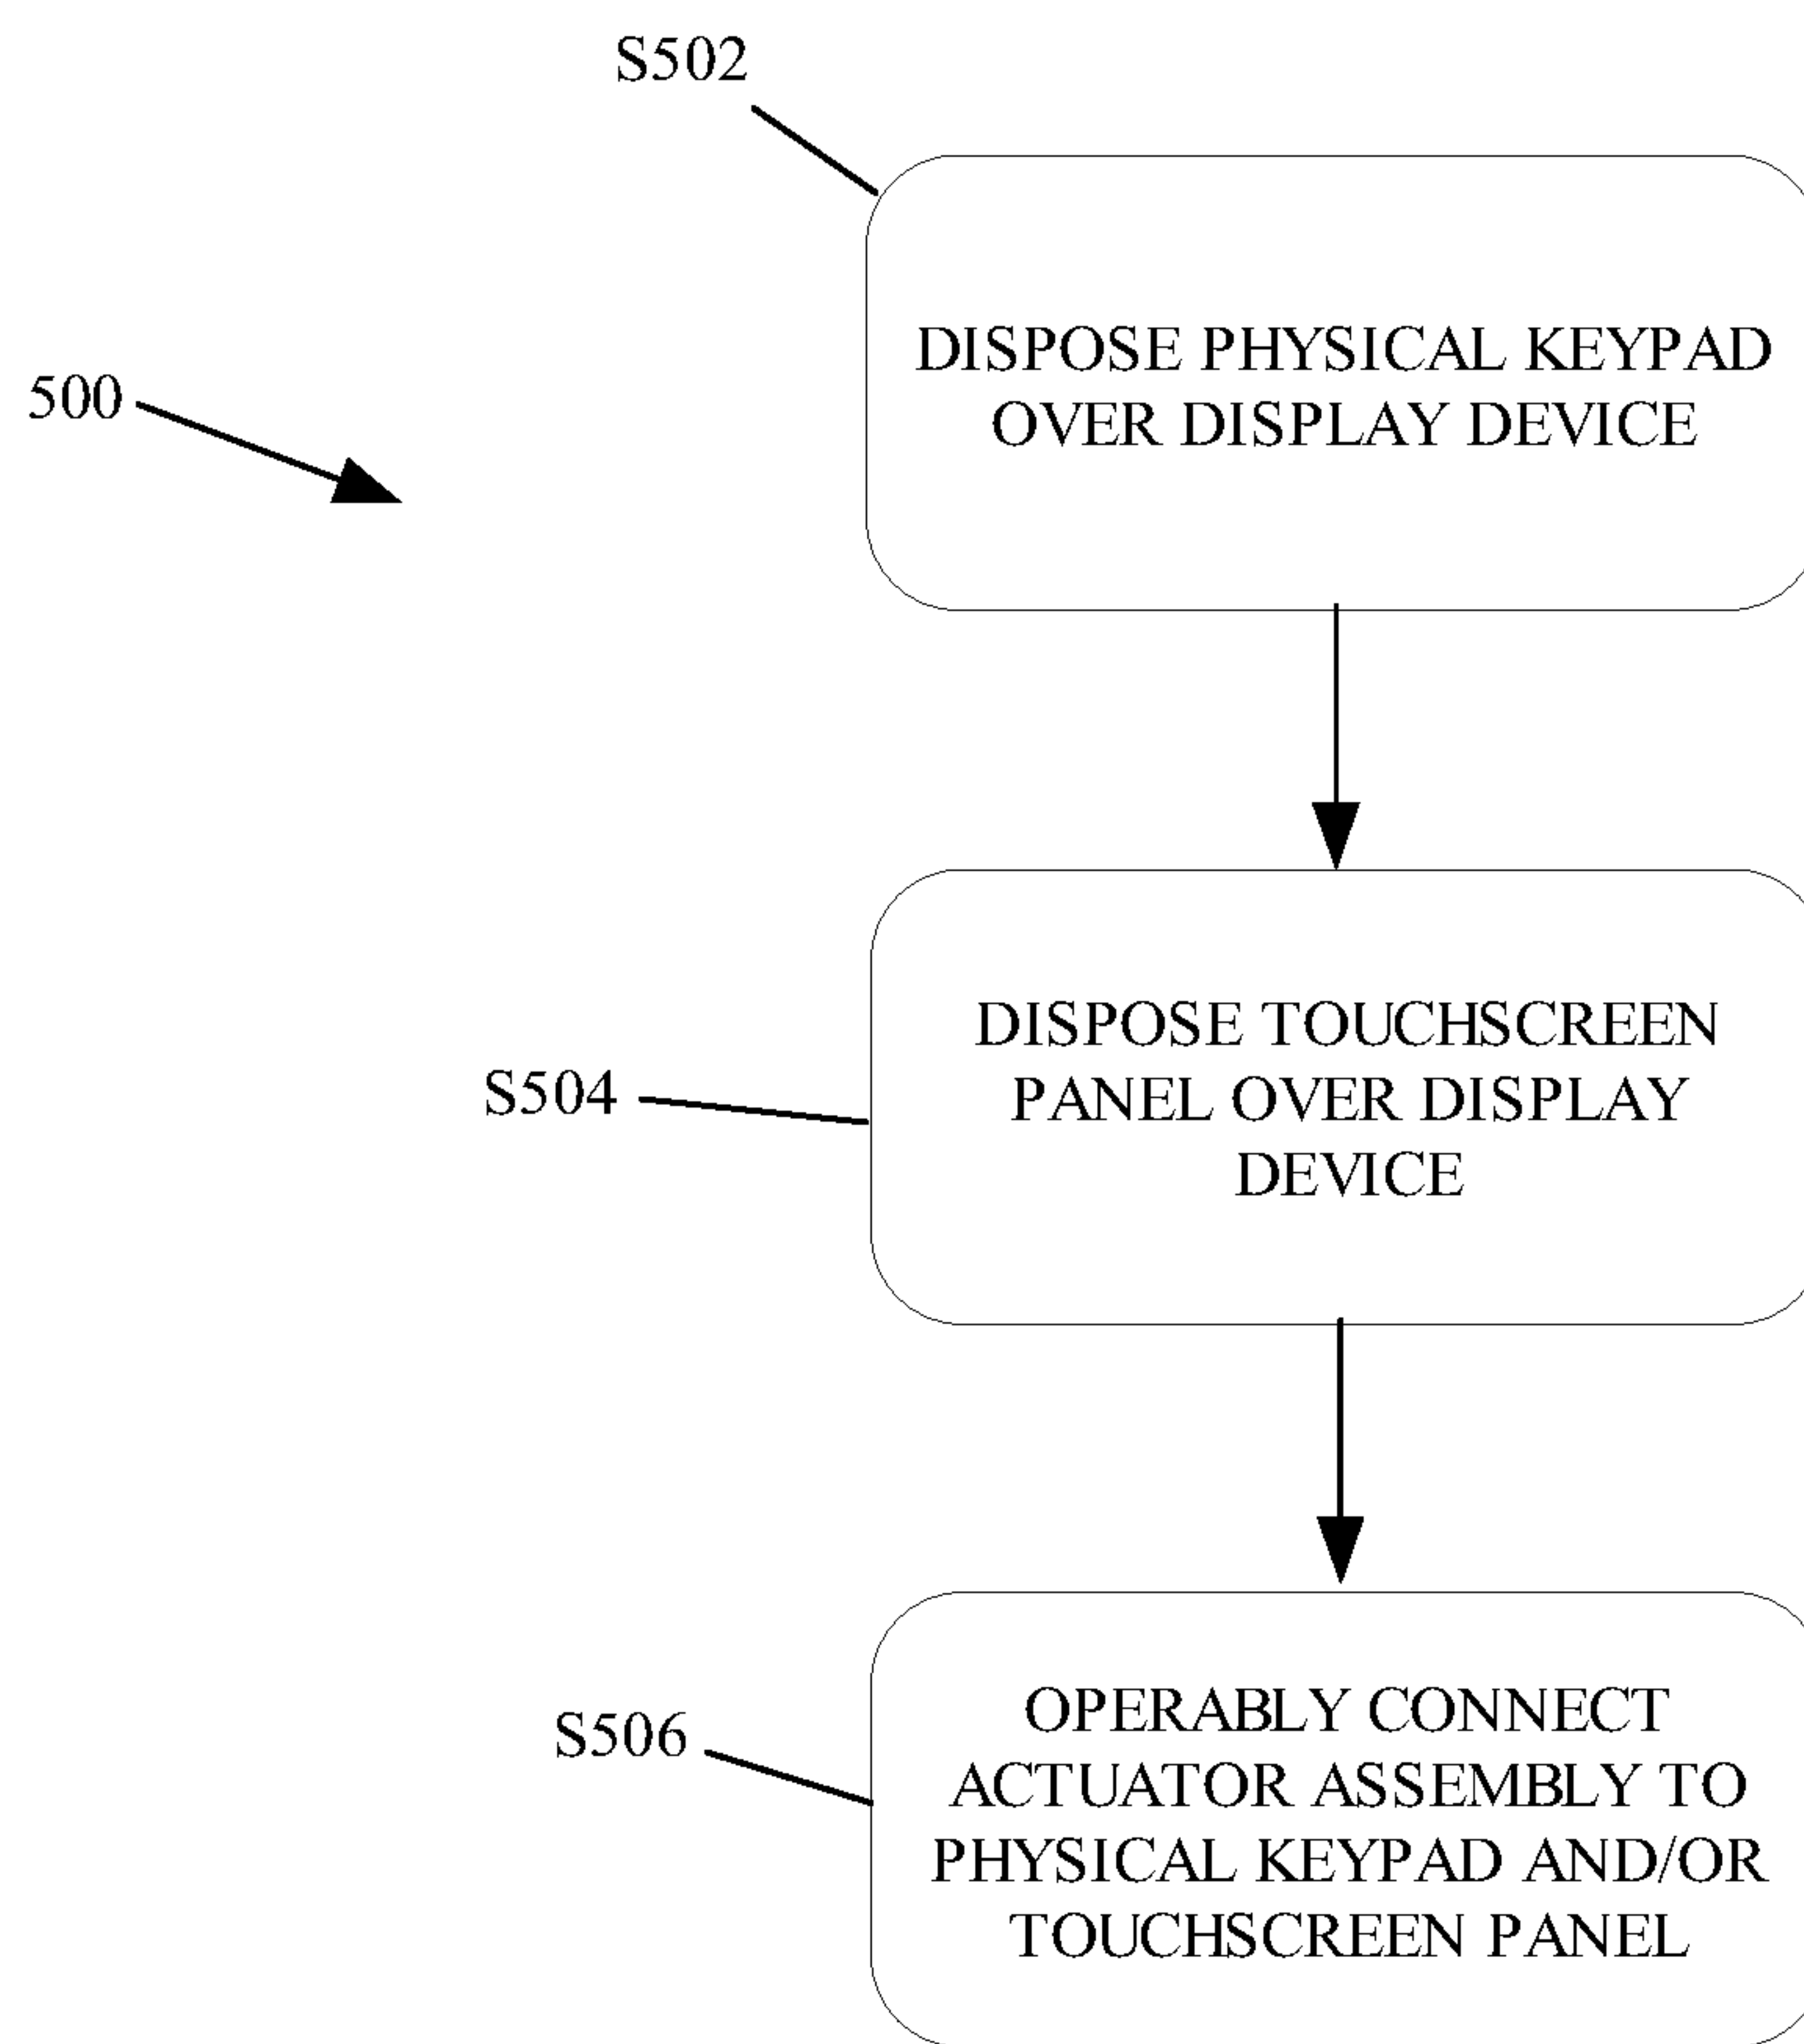 S502
DISPOSE PHYSICAL KEYPAD
OVER DISPLAY DEVICE
500
DISPOSE TOUCHSCREEN
PANEL OVER DISPLAY
DEVICE
S504
OPERABLY CONNECT
ACTUATOR ASSEMBLY TO
PHYSICAL KEYPAD AND/OR
TOUCHSCREEN PANEL
S506